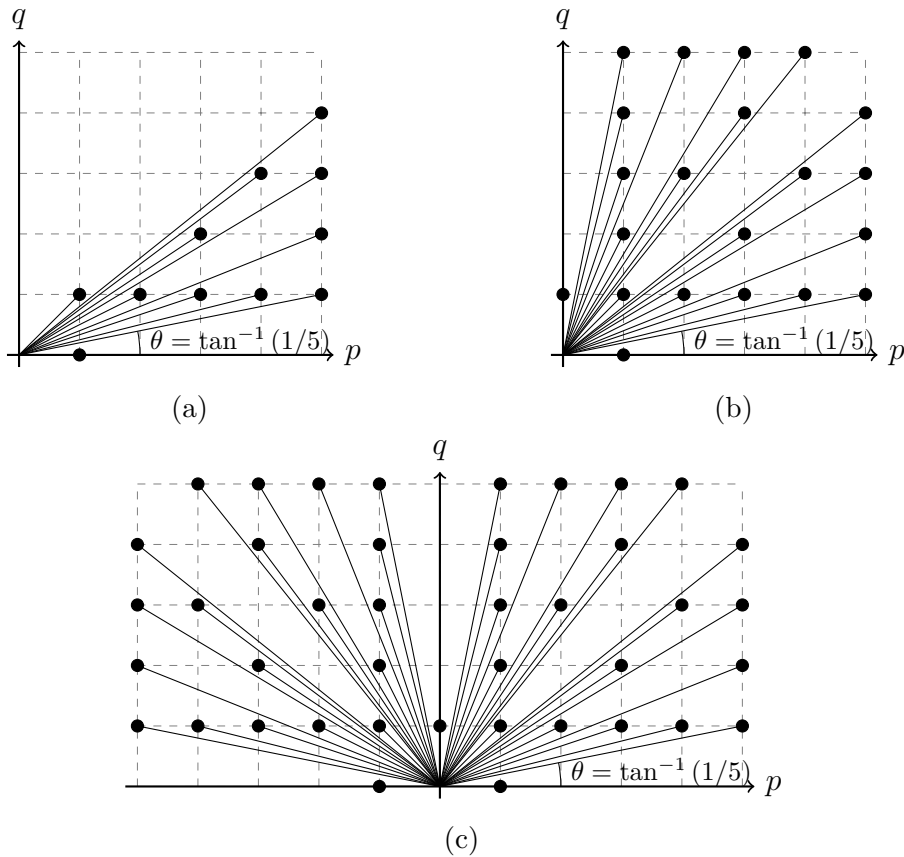 q
q
θ = tan⁻¹ (1/5)
p
θ = tan⁻¹ (1/5)
p
(a)
(b)
q
θ = tan⁻¹ (1/5)
p
(c)